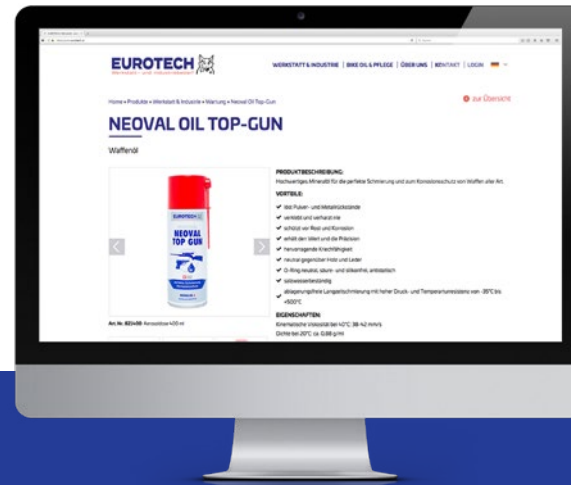 EUROTECH
Werkstatt- und Industriebedarf
WERKSTATT & INDUSTRIE | BIKE OIL & PFLEGE | ÜBER UNS | KONTAKT | LOGIN
Home » Produkte » Werkstatt & Industrie » Wartung » Neoval Oil Top-Gun
zur Übersicht
NEOVAL OIL TOP-GUN
Waffenöl
EUROTECH
NEOVAL
TOP GUN
Art. Nr. 821400: Aerosoldose 400 ml
PRODUKTBESCHREIBUNG:
Hochwertiges Mineralöl für die perfekte Schmierung und zum Korrosionsschutz von Waffen aller Art.
VORTEILE:
löst Pulver- und Metallrückstände
verklebt und verharzt nie
schützt vor Rost und Korrosion
erhält den Wert und die Präzision
hervorragende Kriechfähigkeit
neutral gegenüber Holz und Leder
O-Ring neutral, säure- und silikonfrei, antistatisch
salzwasserbeständig
ablagerungsfreie Langzeitschmierung mit hoher Druck- und Temperaturresistenz von -35°C bis
+500°C
EIGENSCHAFTEN:
Kinematische Viskosität bei 40°C: 38-42 mm/s
Dichte bei 20°C: ca. 0,68 g/ml